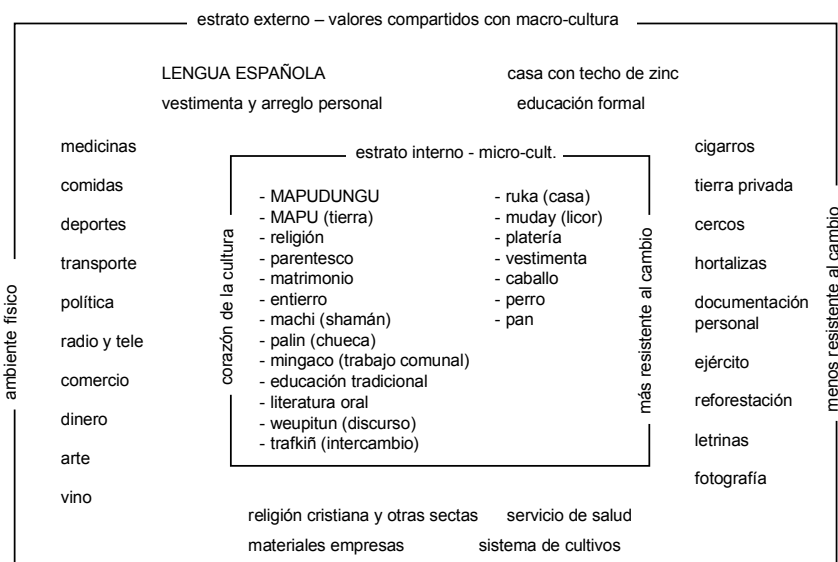 estrato externo – valores compartidos con macro-cultura
LENGUA ESPAÑOLA
casa con techo de zinc
vestimenta y arreglo personal
educación formal
ambiente físico
medicinas
comidas
deportes
transporte
política
radio y tele
comercio
dinero
arte
vino
estrato interno - micro-cult.
corazón de la cultura
- MAPUDUNGU
- MAPU (tierra)
- religión
- parentesco
- matrimonio
- entierro
- machi (shamán)
- palin (chueca)
- mingaco (trabajo comunal)
- educación tradicional
- literatura oral
- weupitun (discurso)
- trafkiñ (intercambio)
- ruka (casa)
- muday (licor)
- platería
- vestimenta
- caballo
- perro
- pan
más resistente al cambio
cigarros
tierra privada
cercos
hortalizas
documentación
personal
ejército
reforestación
letrinas
fotografía
menos resistente al cambio
religión cristiana y otras sectas
servicio de salud
materiales empresas
sistema de cultivos